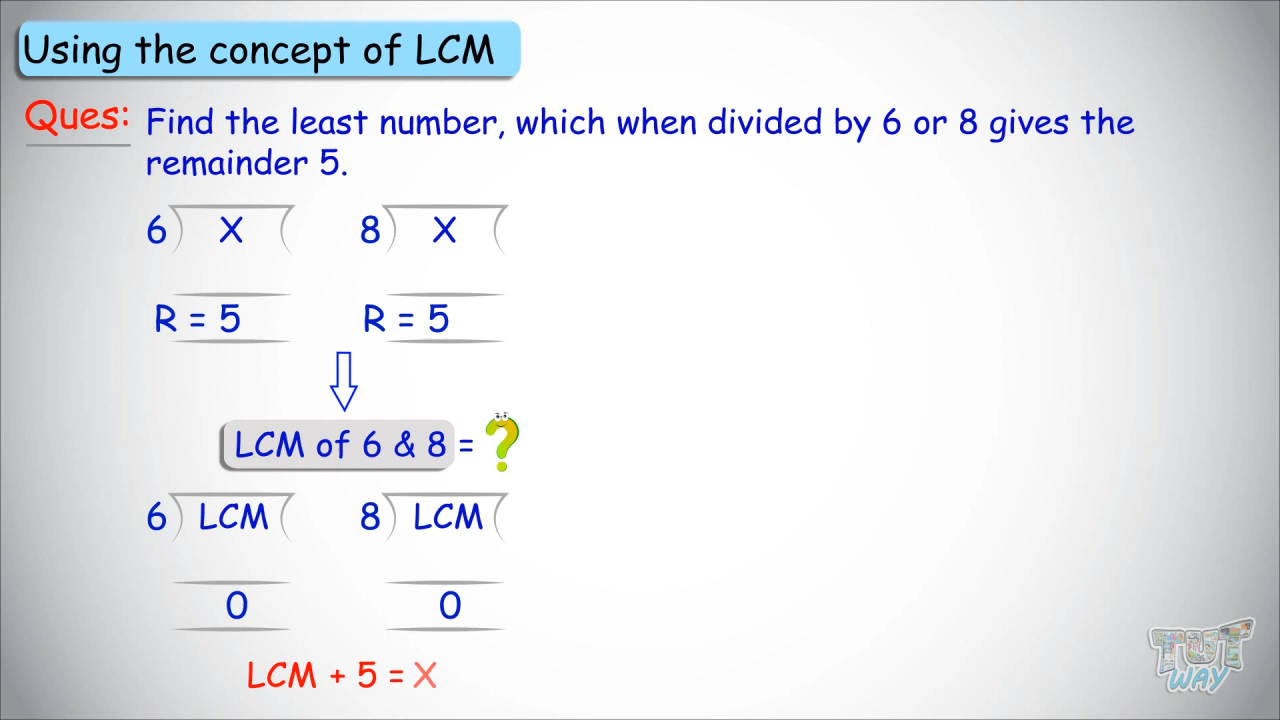 Using the concept of LCM
Ques: Find the least number, which when divided by 6 or 8 gives the
remainder 5.
6) X ( 8) X (
R = 5 R = 5
LCM of 6 & 8 = ?
6) LCM ( 8) LCM (
0 0
LCM + 5 = X
TUT
WAY